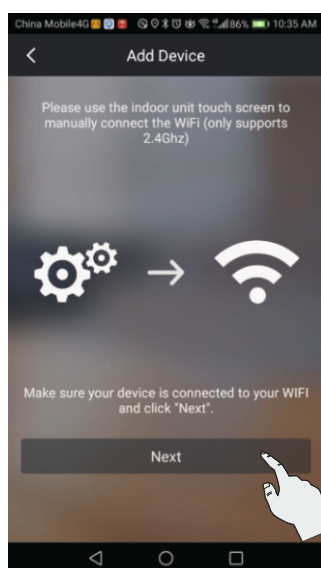 China Mobile4G 86% 10:35 AM
Add Device
Please use the indoor unit touch screen to
manually connect the WiFi (only supports
2.4Ghz)
Make sure your device is connected to your WIFI
and click "Next".
Next